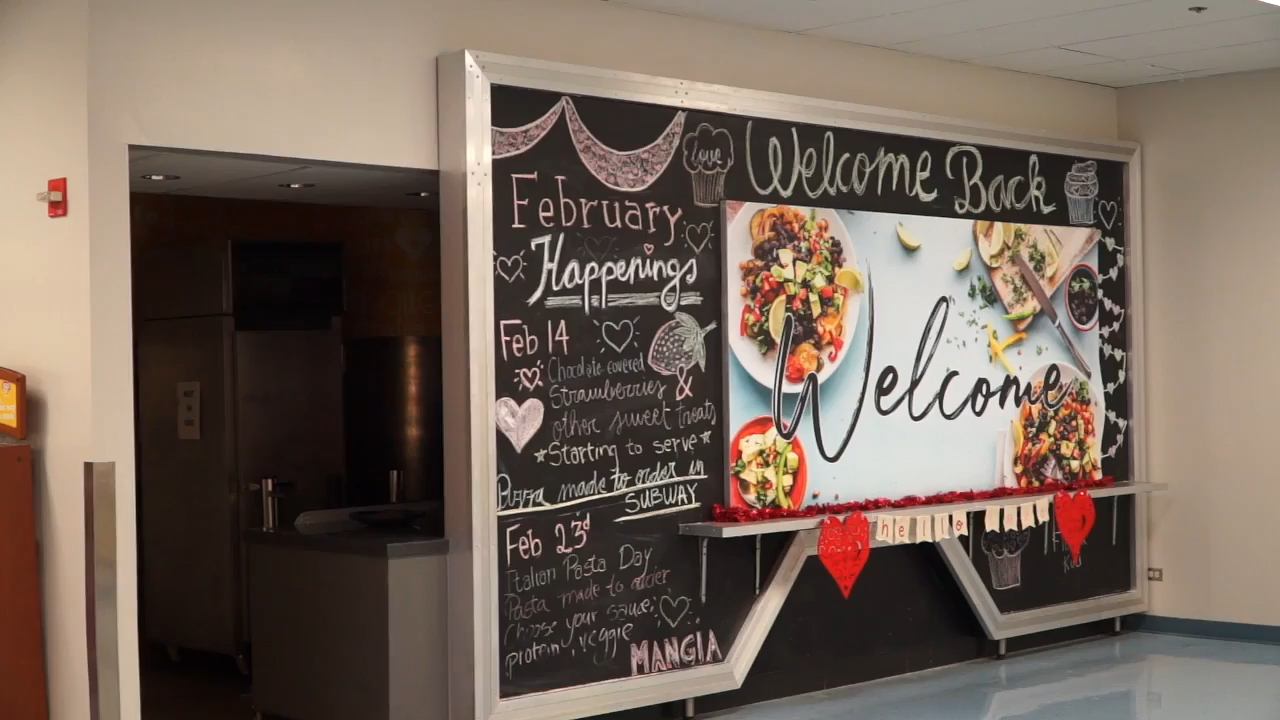 love
Welcome Back
February
Happenings
Feb 14
Chocolate covered
Strawberries &
other sweet treats
*Starting to serve*
Pizza made to order in
SUBWAY
Feb 23rd
Italian Pasta Day
Pasta made to order
Choose your sauce,
protein, veggie
MANGIA
Welcome
hello